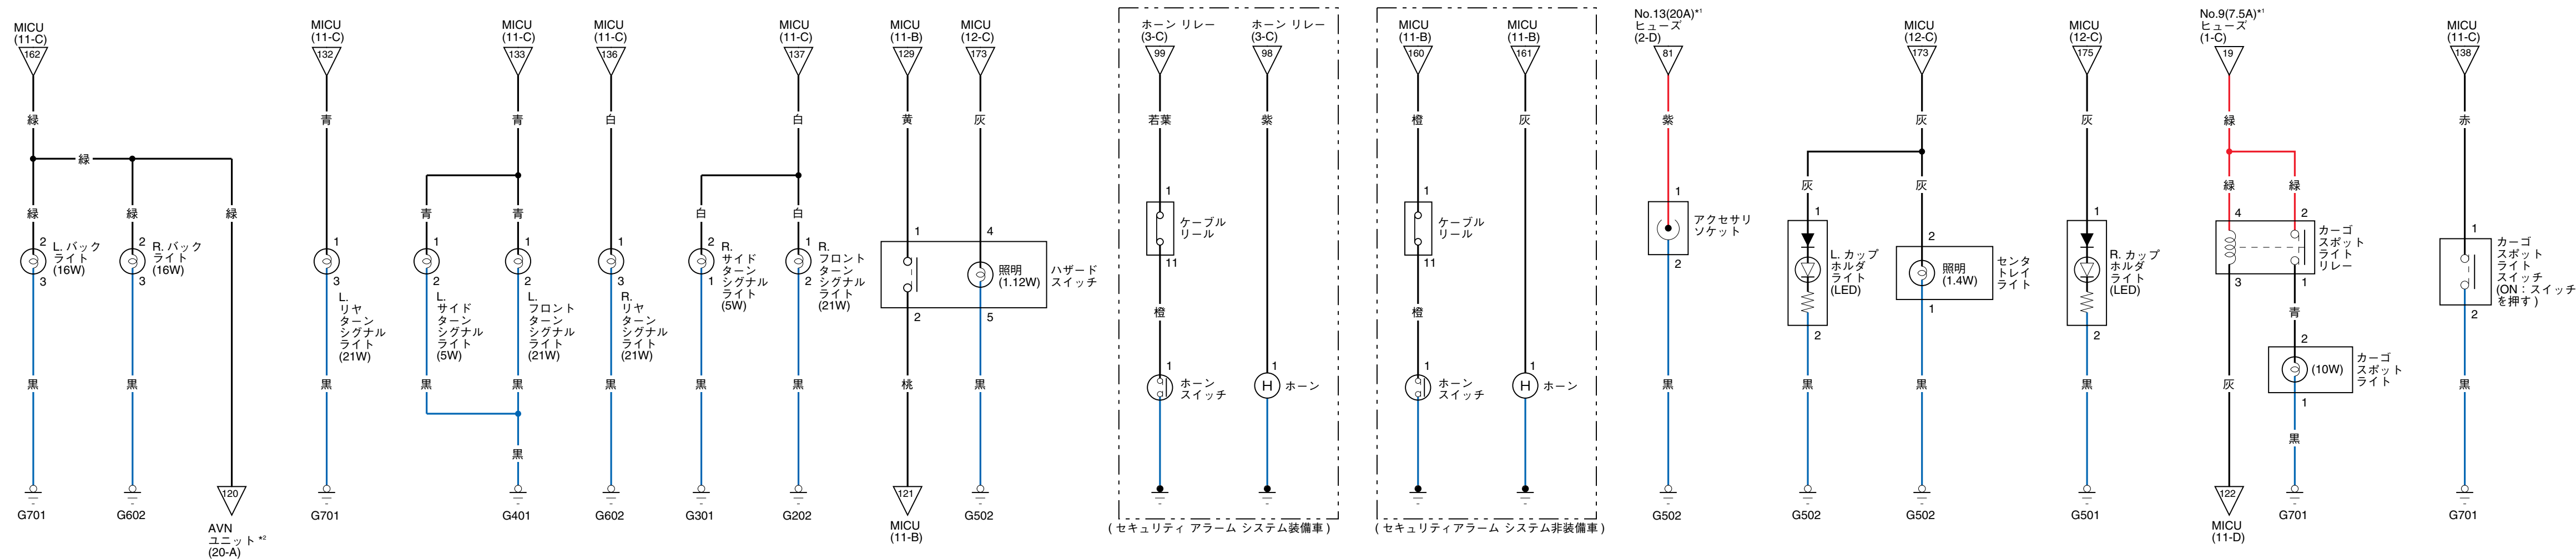 MICU
(11-C)
162
緑
緑
緑
緑
緑
2
L. バック
ライト
(16W)
3
2
R. バック
ライト
(16W)
3
黒
黒
G701
G602
120
AVN
ユニット *2
(20-A)
MICU
(11-C)
132
青
1
3
L.
リヤ
ターン
シグナル
ライト
(21W)
黒
G701
MICU
(11-C)
133
青
青
青
1
2
L.
サイド
ターン
シグナル
ライト
(5W)
1
2
L.
フロント
ターン
シグナル
ライト
(21W)
黒
黒
黒
G401
MICU
(11-C)
136
白
1
3
R.
リヤ
ターン
シグナル
ライト
(21W)
黒
G602
MICU
(11-C)
137
白
白
白
2
1
R.
サイド
ターン
シグナル
ライト
(5W)
1
2
R.
フロント
ターン
シグナル
ライト
(21W)
黒
黒
G301
G202
MICU
(11-B)
129
黄
MICU
(12-C)
173
灰
1
4
照明
(1.12W)
ハザード
スイッチ
2
5
桃
黒
121
MICU
(11-B)
G502
ホーン リレー
(3-C)
99
若葉
1
ケーブル
リール
11
橙
1
ホーン
スイッチ
ホーン リレー
(3-C)
98
紫
1
H
ホーン
( セキュリティ アラーム システム装備車 )
MICU
(11-B)
160
橙
1
ケーブル
リール
11
橙
1
ホーン
スイッチ
MICU
(11-B)
161
灰
1
H
ホーン
( セキュリティアラーム システム非装備車 )
No.13(20A)*1
ヒューズ
(2-D)
81
紫
1
アクセサリ
ソケット
2
黒
G502
MICU
(12-C)
173
灰
灰
灰
1
L. カップ
ホルダ
ライト
(LED)
2
黒
G502
2
照明
(1.4W)
センタ
トレイ
ライト
1
黒
G502
MICU
(12-C)
175
灰
1
R. カップ
ホルダ
ライト
(LED)
2
黒
G501
No.9(7.5A)*1
ヒューズ
(1-C)
19
緑
緑
緑
4
2
カーゴ
スポット
ライト
リレー
3
1
青
2
(10W)
カーゴ
スポット
ライト
1
灰
黒
122
MICU
(11-D)
G701
MICU
(11-C)
138
赤
1
カーゴ
スポット
ライト
スイッチ
(ON：スイッチ
を押す )
2
黒
G701